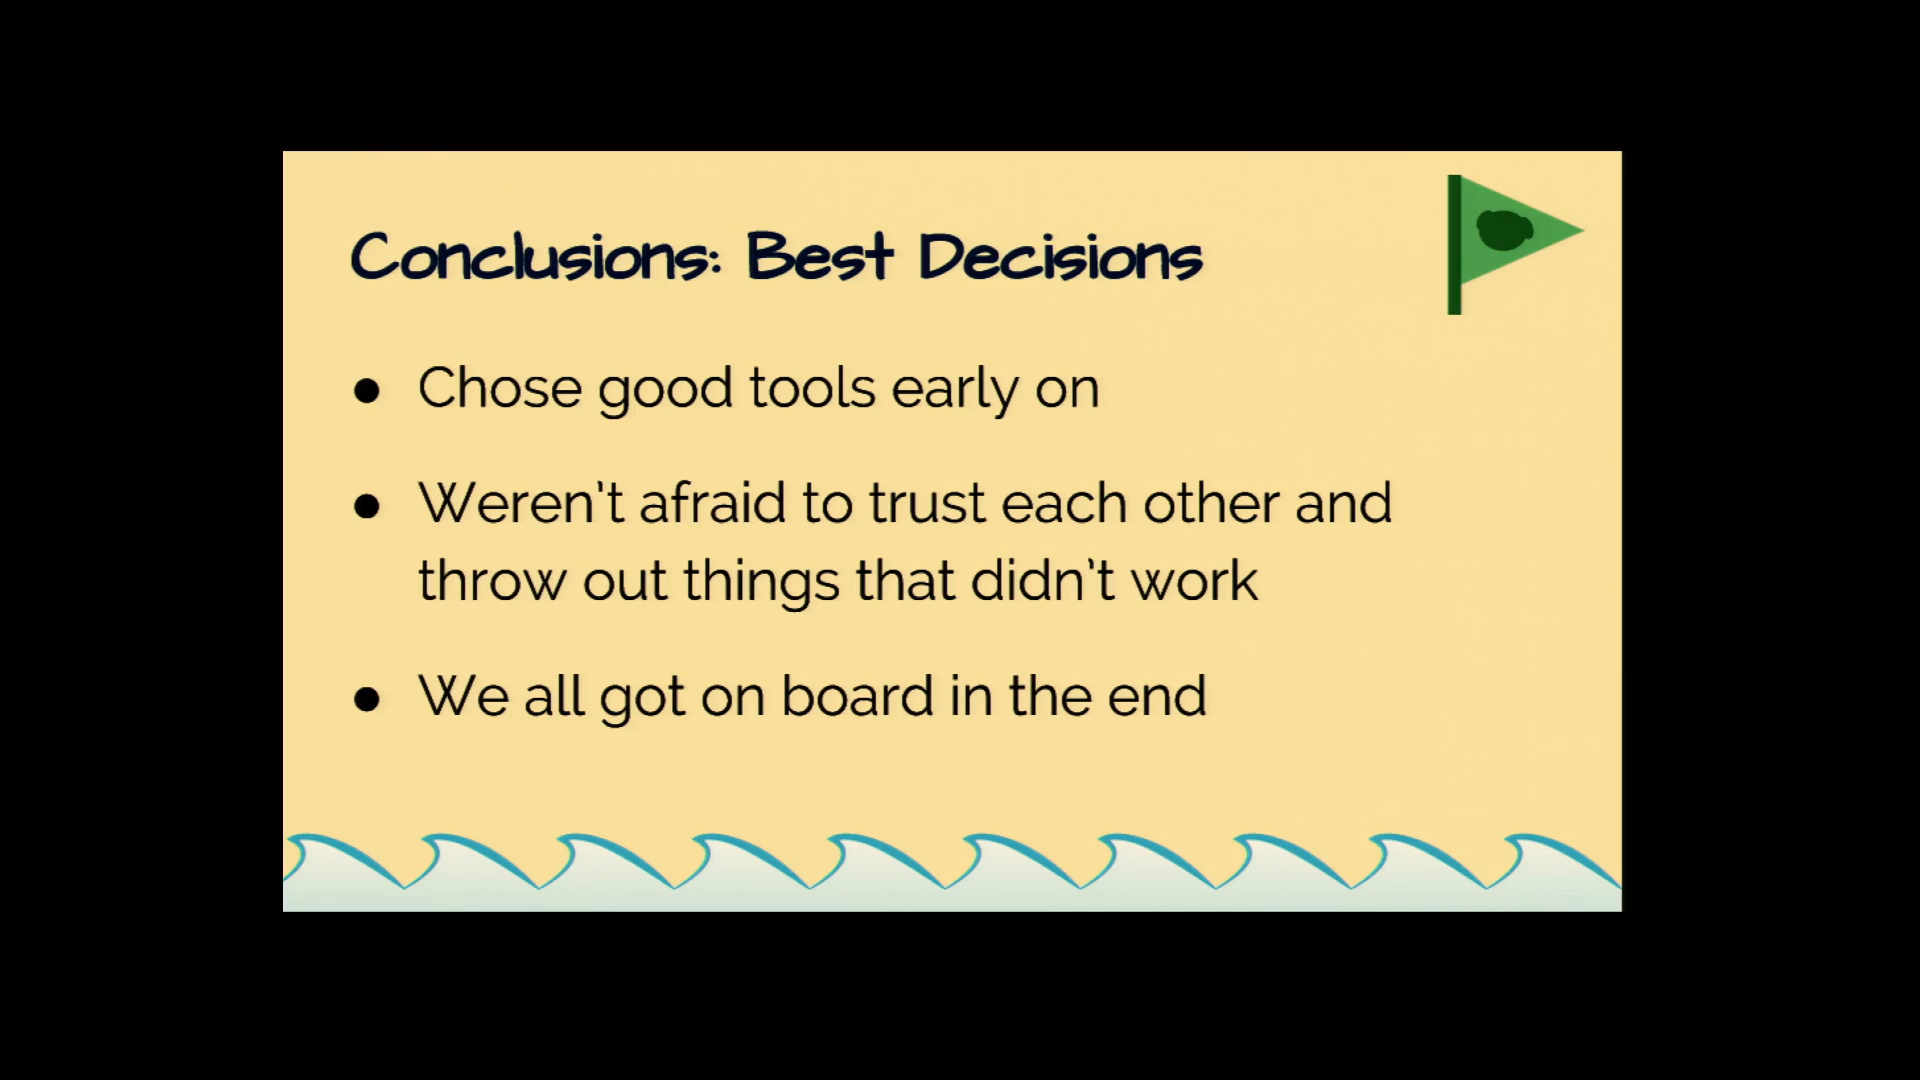 Conclusions: Best Decisions
● Chose good tools early on
● Weren't afraid to trust each other and
throw out things that didn't work
● We all got on board in the end